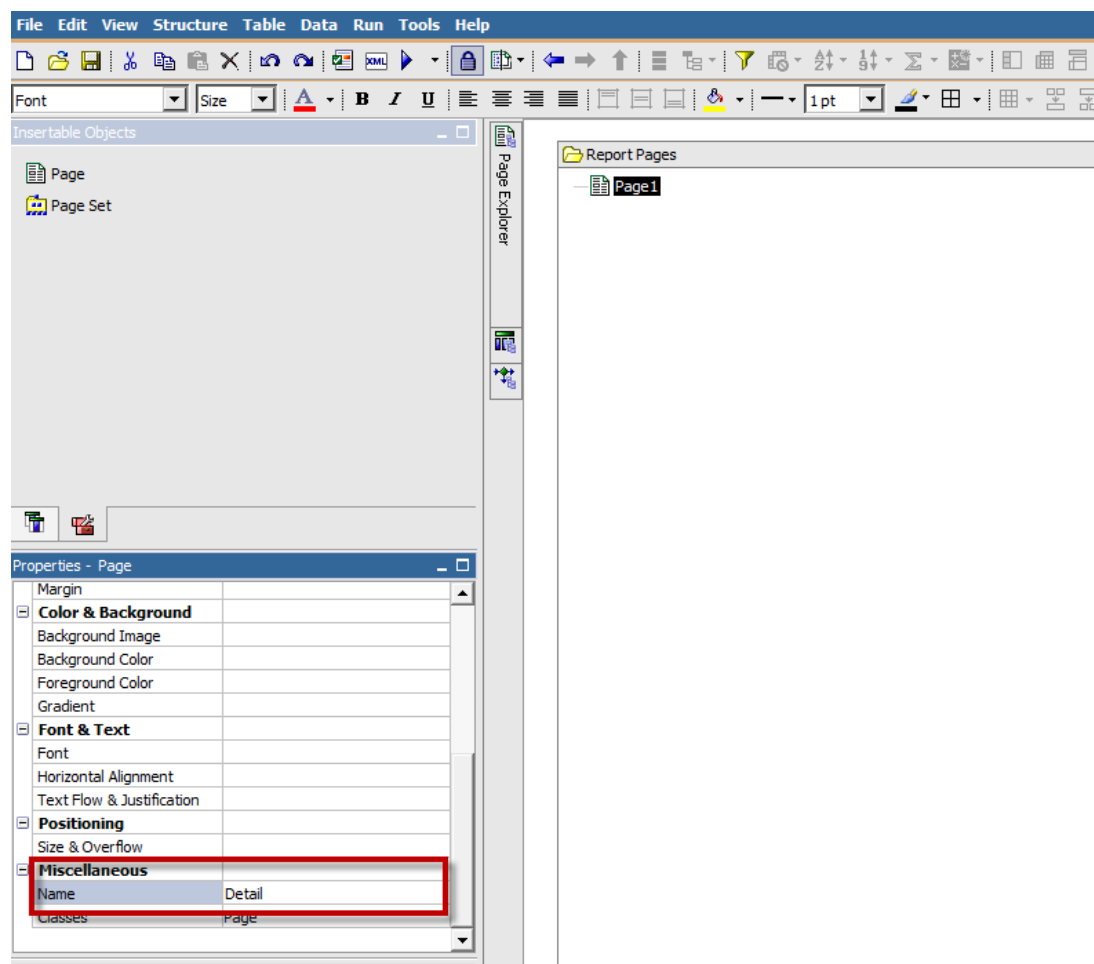 File Edit View Structure Table Data Run Tools Help
XML
Font Size A B I U 1 pt
Insertable Objects
Page
Page Set
Page Explorer
Report Pages
Page1
Properties - Page
Margin
Color & Background
Background Image
Background Color
Foreground Color
Gradient
Font & Text
Font
Horizontal Alignment
Text Flow & Justification
Positioning
Size & Overflow
Miscellaneous
Name Detail
Classes Page